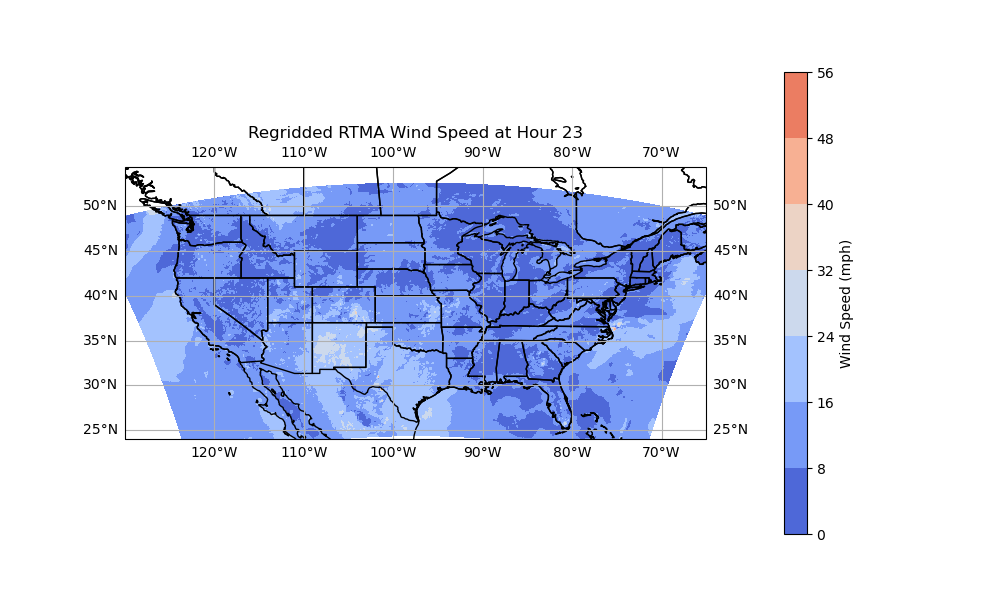 Regridded RTMA Wind Speed at Hour 23
120°W 110°W 100°W 90°W 80°W 70°W
50°N 50°N
45°N 45°N
40°N 40°N
35°N 35°N
30°N 30°N
25°N 25°N
120°W 110°W 100°W 90°W 80°W 70°W
56
48
40
32
24
16
8
0
Wind Speed (mph)